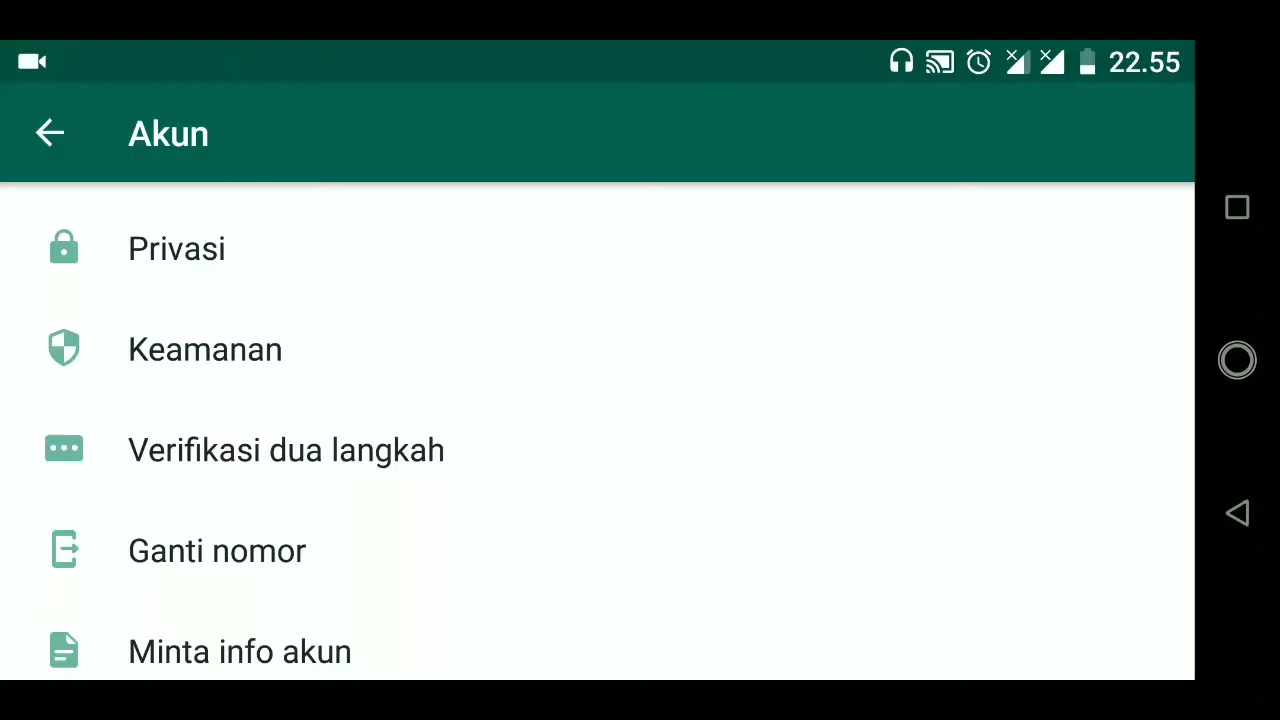 22.55
Akun
Privasi
Keamanan
Verifikasi dua langkah
Ganti nomor
Minta info akun